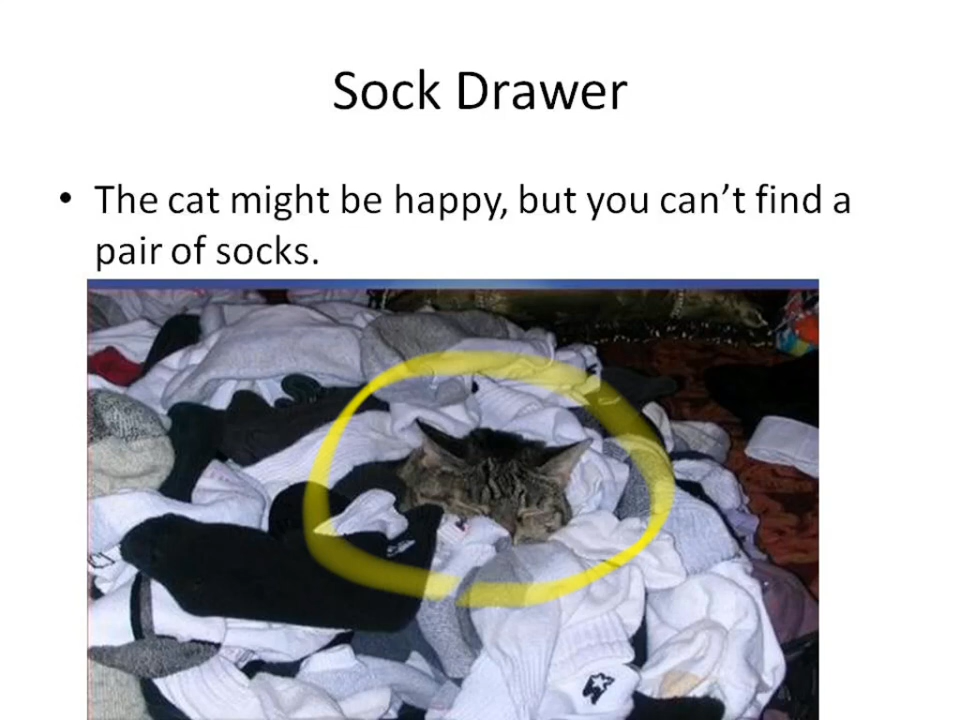 Sock Drawer
• The cat might be happy, but you can’t find a
pair of socks.